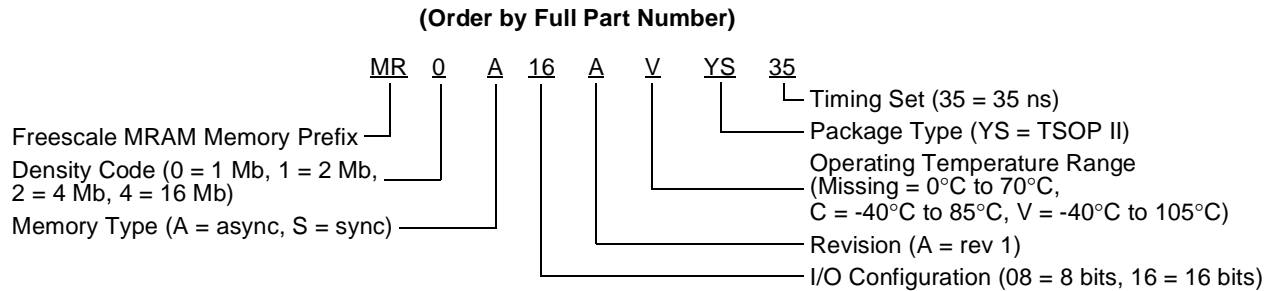 (Order by Full Part Number)
MR 0 A 16 A V YS 35
Timing Set (35 = 35 ns)
Freescale MRAM Memory Prefix
Package Type (YS = TSOP II)
Density Code (0 = 1 Mb, 1 = 2 Mb,
2 = 4 Mb, 4 = 16 Mb)
Operating Temperature Range
(Missing = 0°C to 70°C,
C = -40°C to 85°C, V = -40°C to 105°C)
Memory Type (A = async, S = sync)
Revision (A = rev 1)
I/O Configuration (08 = 8 bits, 16 = 16 bits)